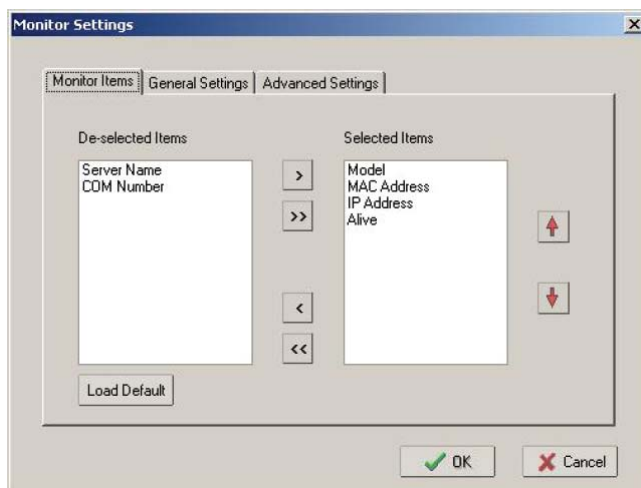 Monitor Settings
Monitor Items
General Settings
Advanced Settings
De-selected Items
Selected Items
Server Name
COM Number
>
>>
<
<<
Model
MAC Address
IP Address
Alive
Load Default
OK
Cancel